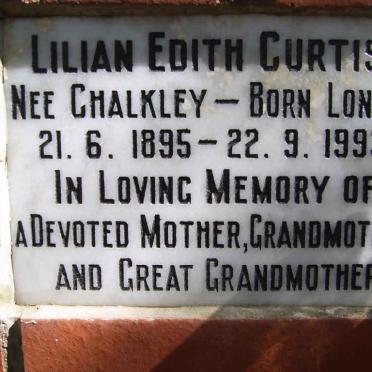 LILIAN EDITH CURTIS
NEE CHALKLEY — BORN LON
21. 6. 1895 — 22. 9. 199
IN LOVING MEMORY OF
A DEVOTED MOTHER, GRANDMOT
AND GREAT GRANDMOTHER